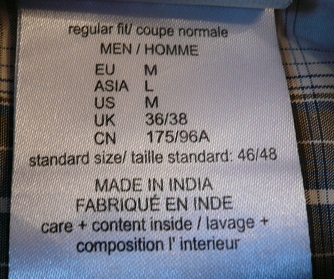 regular fit/ coupe normale
MEN / HOMME
EU M
ASIA L
US M
UK 36/38
CN 175/96A
standard size/ taille standard: 46/48
MADE IN INDIA
FABRIQUÉ EN INDE
care + content inside / lavage +
composition l' interieur